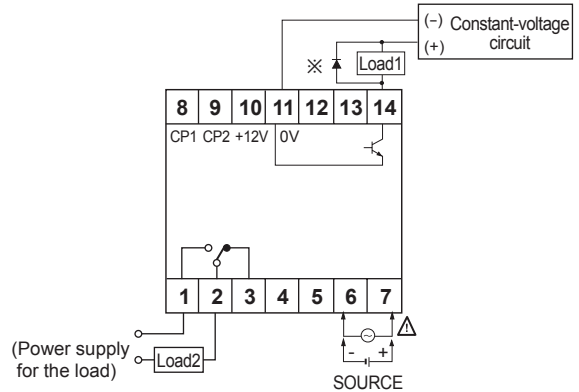 (-) Constant-voltage
(+) circuit
※ Load1
8 9 10 11 12 13 14
CP1 CP2 +12V 0V
1 2 3 4 5 6 7
(Power supply
for the load)
Load2
- +
SOURCE